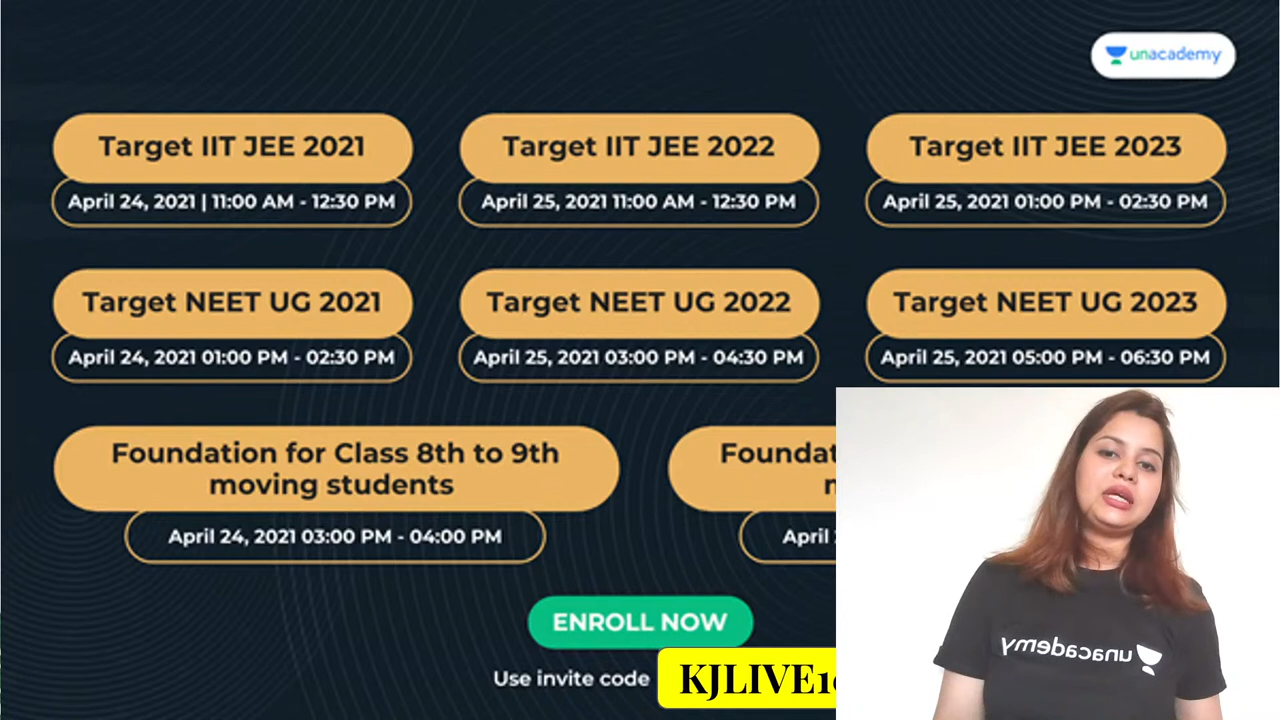 unacademy
Target IIT JEE 2021
Target IIT JEE 2022
Target IIT JEE 2023
April 24, 2021 | 11:00 AM - 12:30 PM
April 25, 2021 11:00 AM - 12:30 PM
April 25, 2021 01:00 PM - 02:30 PM
Target NEET UG 2021
Target NEET UG 2022
Target NEET UG 2023
April 24, 2021 01:00 PM - 02:30 PM
April 25, 2021 03:00 PM - 04:30 PM
April 25, 2021 05:00 PM - 06:30 PM
Foundation for Class 8th to 9th
moving students
April 24, 2021 03:00 PM - 04:00 PM
April
ENROLL NOW
Use invite code
unacademy